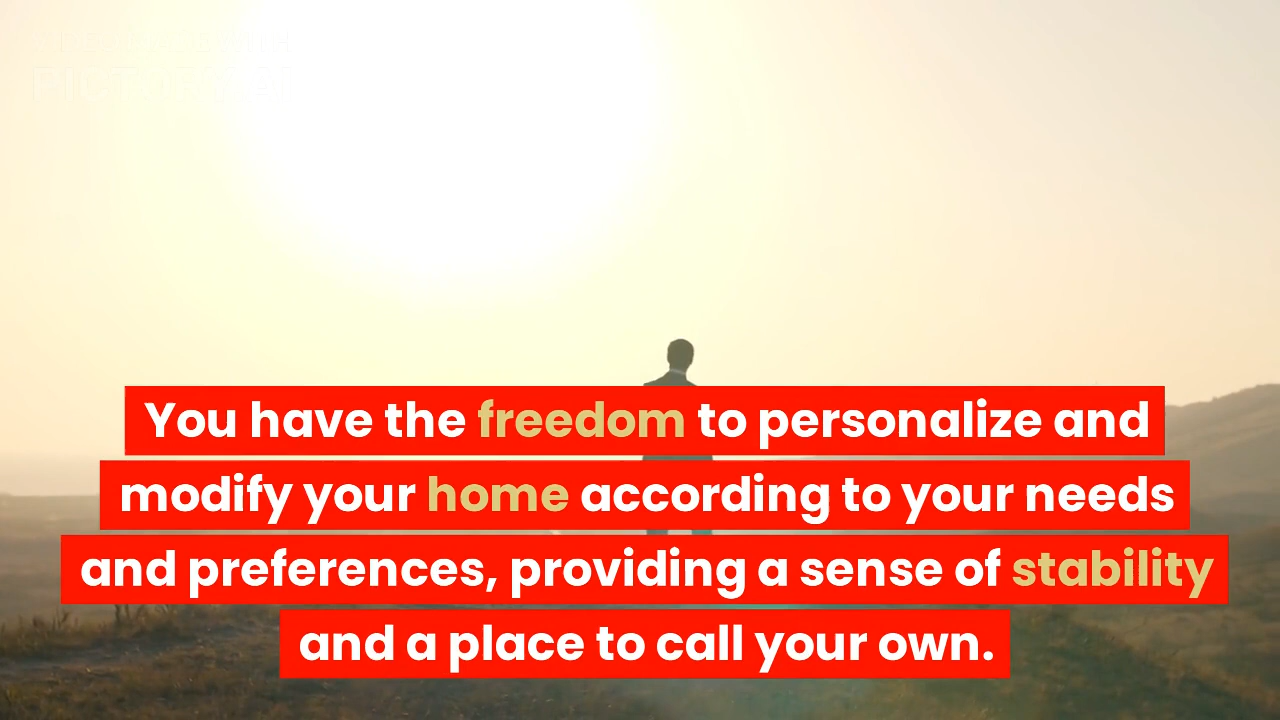 You have the freedom to personalize and
modify your home according to your needs
and preferences, providing a sense of stability
and a place to call your own.